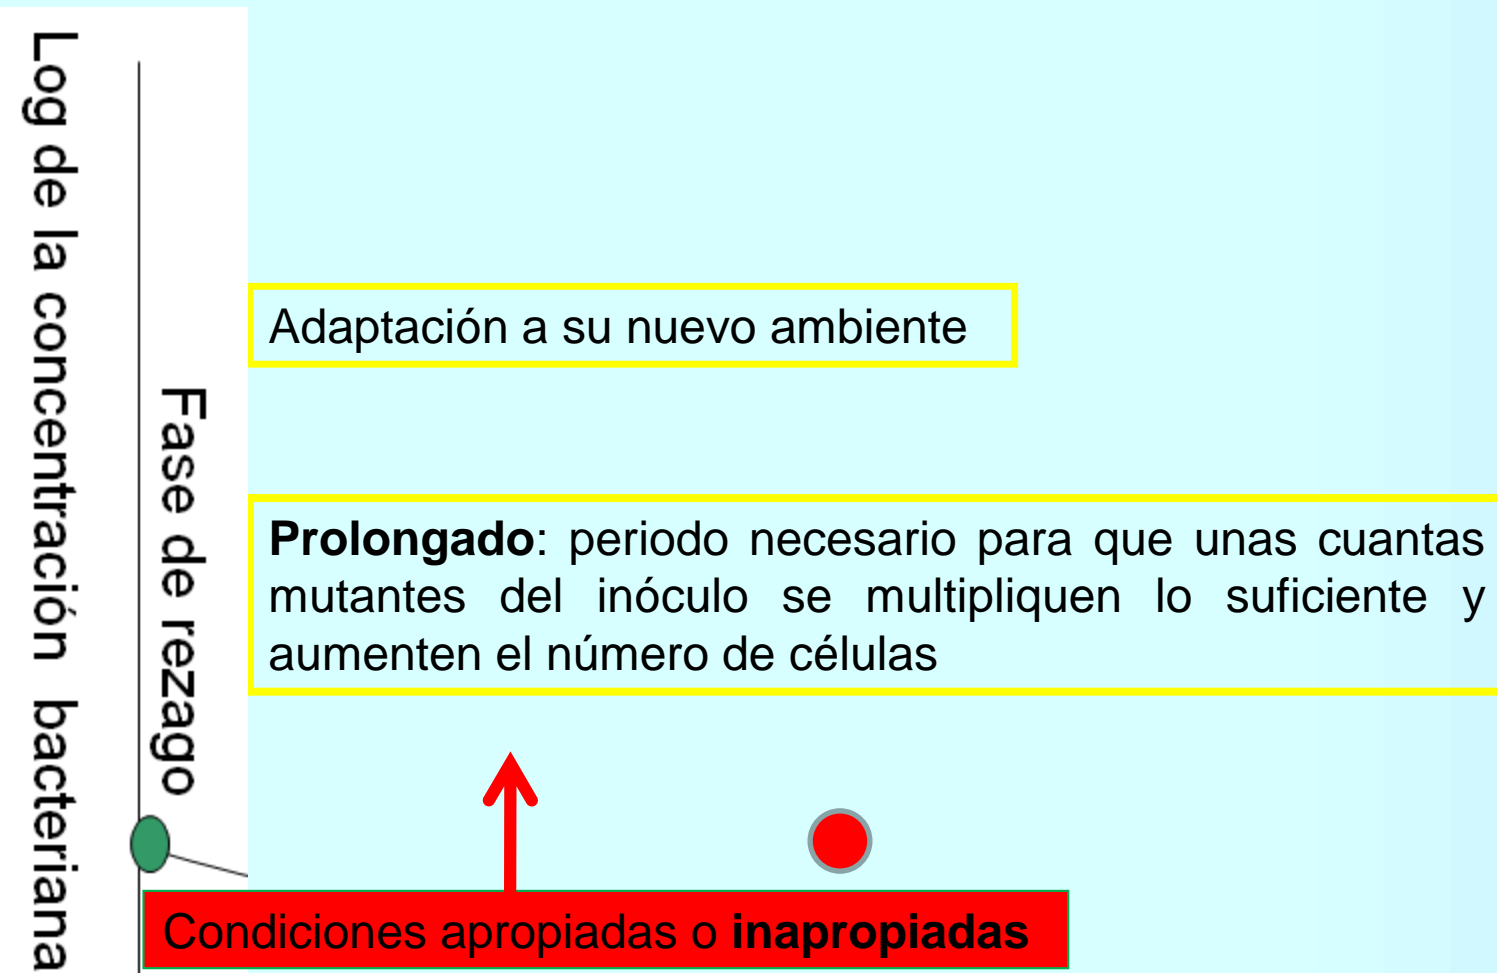 Log de la concentración bacteriana
Fase de rezago
Adaptación a su nuevo ambiente
Prolongado: periodo necesario para que unas cuantas
mutantes del inóculo se multipliquen lo suficiente y
aumenten el número de células
Condiciones apropiadas o inapropiadas